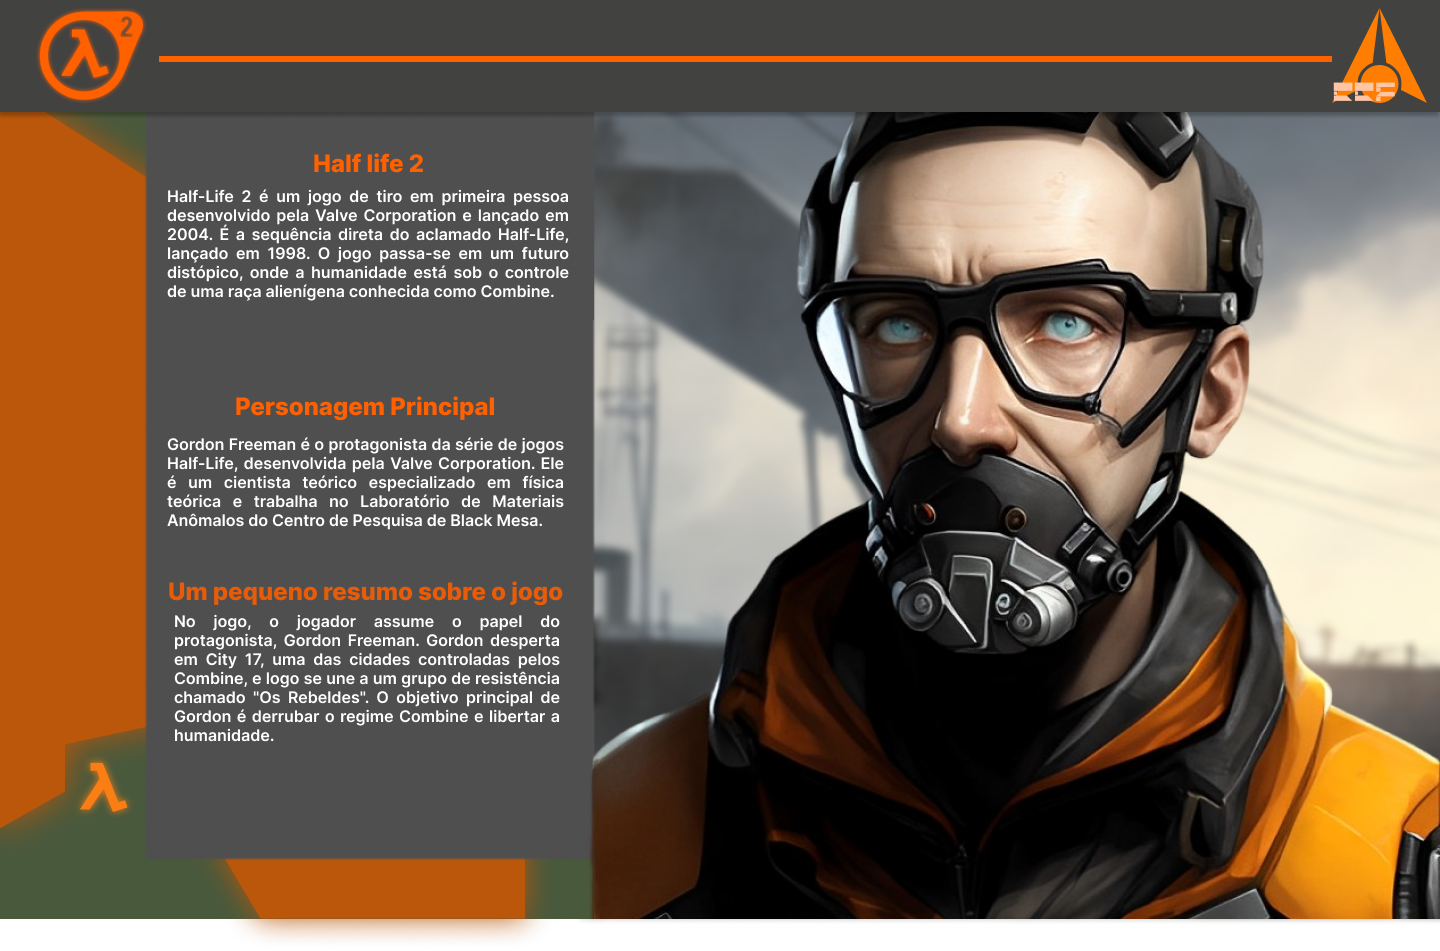 λ
2
Half life 2
Half-Life 2 é um jogo de tiro em primeira pessoa
desenvolvido pela Valve Corporation e lançado em
2004. É a sequência direta do aclamado Half-Life,
lançado em 1998. O jogo passa-se em um futuro
distópico, onde a humanidade está sob o controle
de uma raça alienígena conhecida como Combine.
Personagem Principal
Gordon Freeman é o protagonista da série de jogos
Half-Life, desenvolvida pela Valve Corporation. Ele
é um cientista teórico especializado em física
teórica e trabalha no Laboratório de Materiais
Anômalos do Centro de Pesquisa de Black Mesa.
Um pequeno resumo sobre o jogo
No jogo, o jogador assume o papel do
protagonista, Gordon Freeman. Gordon desperta
em City 17, uma das cidades controladas pelos
Combine, e logo se une a um grupo de resistência
chamado "Os Rebeldes". O objetivo principal de
Gordon é derrubar o regime Combine e libertar a
humanidade.
λ